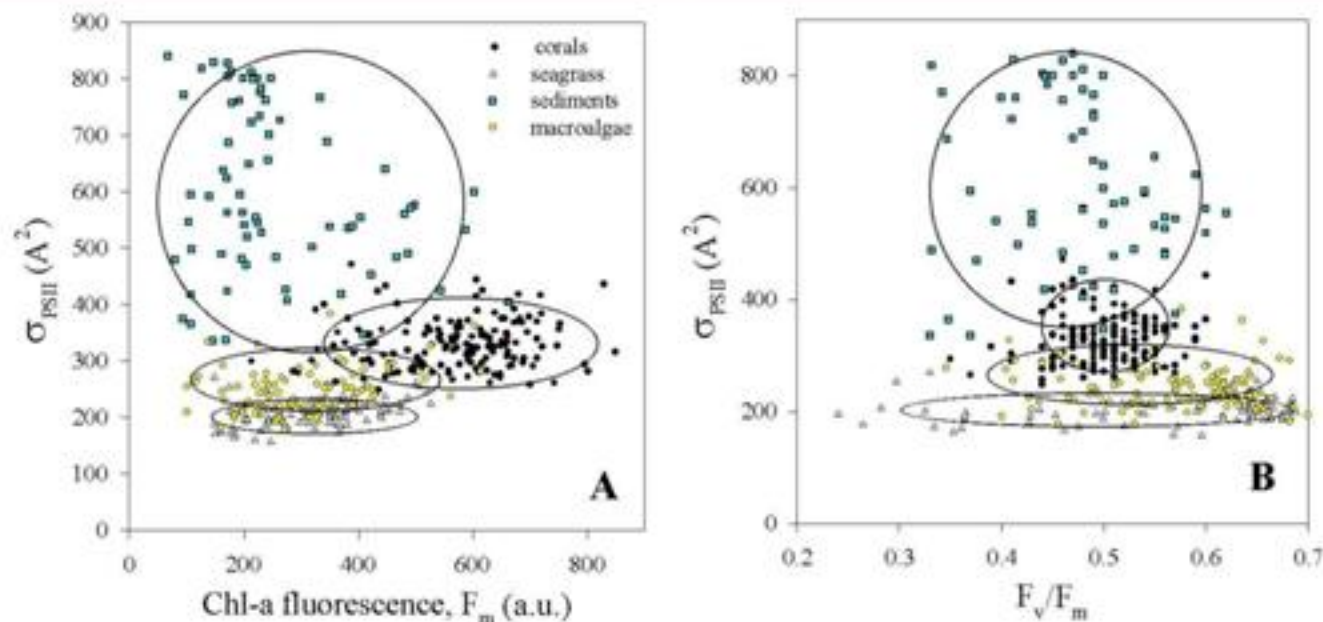 900
800
700
600
500
400
300
200
100
0
σPSII (A²)
0
200
400
600
800
Chl-a fluorescence, Fm (a.u.)
corals
seagrass
sediments
macroalgae
A
800
600
400
200
0
σPSII (A²)
0.2
0.3
0.4
0.5
0.6
0.7
Fv/Fm
B